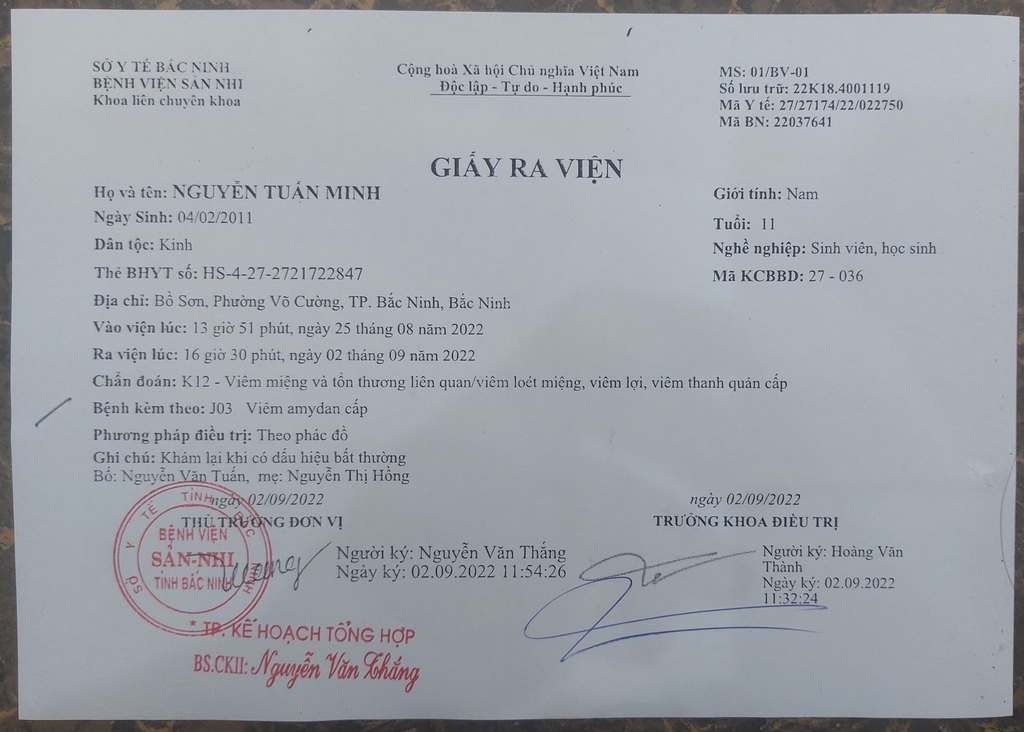 SỞ Y TẾ BẮC NINH
BỆNH VIỆN SẢN NHI
Khoa liên chuyên khoa
Cộng hoà Xã hội Chủ nghĩa Việt Nam
Độc lập - Tự do - Hạnh phúc
MS: 01/BV-01
Số lưu trữ: 22K18.4001119
Mã Y tế: 27/27174/22/022750
Mã BN: 22037641
GIẤY RA VIỆN
Họ và tên: NGUYỄN TUẤN MINH
Giới tính: Nam
Ngày Sinh: 04/02/2011
Tuổi: 11
Dân tộc: Kinh
Nghề nghiệp: Sinh viên, học sinh
Thẻ BHYT số: HS-4-27-2721722847
Mã KCBBD: 27 - 036
Địa chỉ: Bồ Sơn, Phường Võ Cường, TP. Bắc Ninh, Bắc Ninh
Vào viện lúc: 13 giờ 51 phút, ngày 25 tháng 08 năm 2022
Ra viện lúc: 16 giờ 30 phút, ngày 02 tháng 09 năm 2022
Chẩn đoán: K12 - Viêm miệng và tổn thương liên quan/viêm loét miệng, viêm lợi, viêm thanh quản cấp
Bệnh kèm theo: J03 Viêm amydan cấp
Phương pháp điều trị: Theo phác đồ
Ghi chú: Khám lại khi có dấu hiệu bất thường
Bố: Nguyễn Văn Tuấn, mẹ: Nguyễn Thị Hồng
ngày 02/09/2022
THỦ TRƯỞNG ĐƠN VỊ
Người ký: Nguyễn Văn Thắng
Ngày ký: 02.09.2022 11:54:26
ngày 02/09/2022
TRƯỞNG KHOA ĐIỀU TRỊ
Người ký: Hoàng Văn
Thành
Ngày ký: 02.09.2022
11:32:24
SỞ Y TẾ TỈNH BẮC NINH
BỆNH VIỆN
SẢN-NHI
TỈNH BẮC NINH
* TP. KẾ HOẠCH TỔNG HỢP
BS.CKII: Nguyễn Văn Thắng